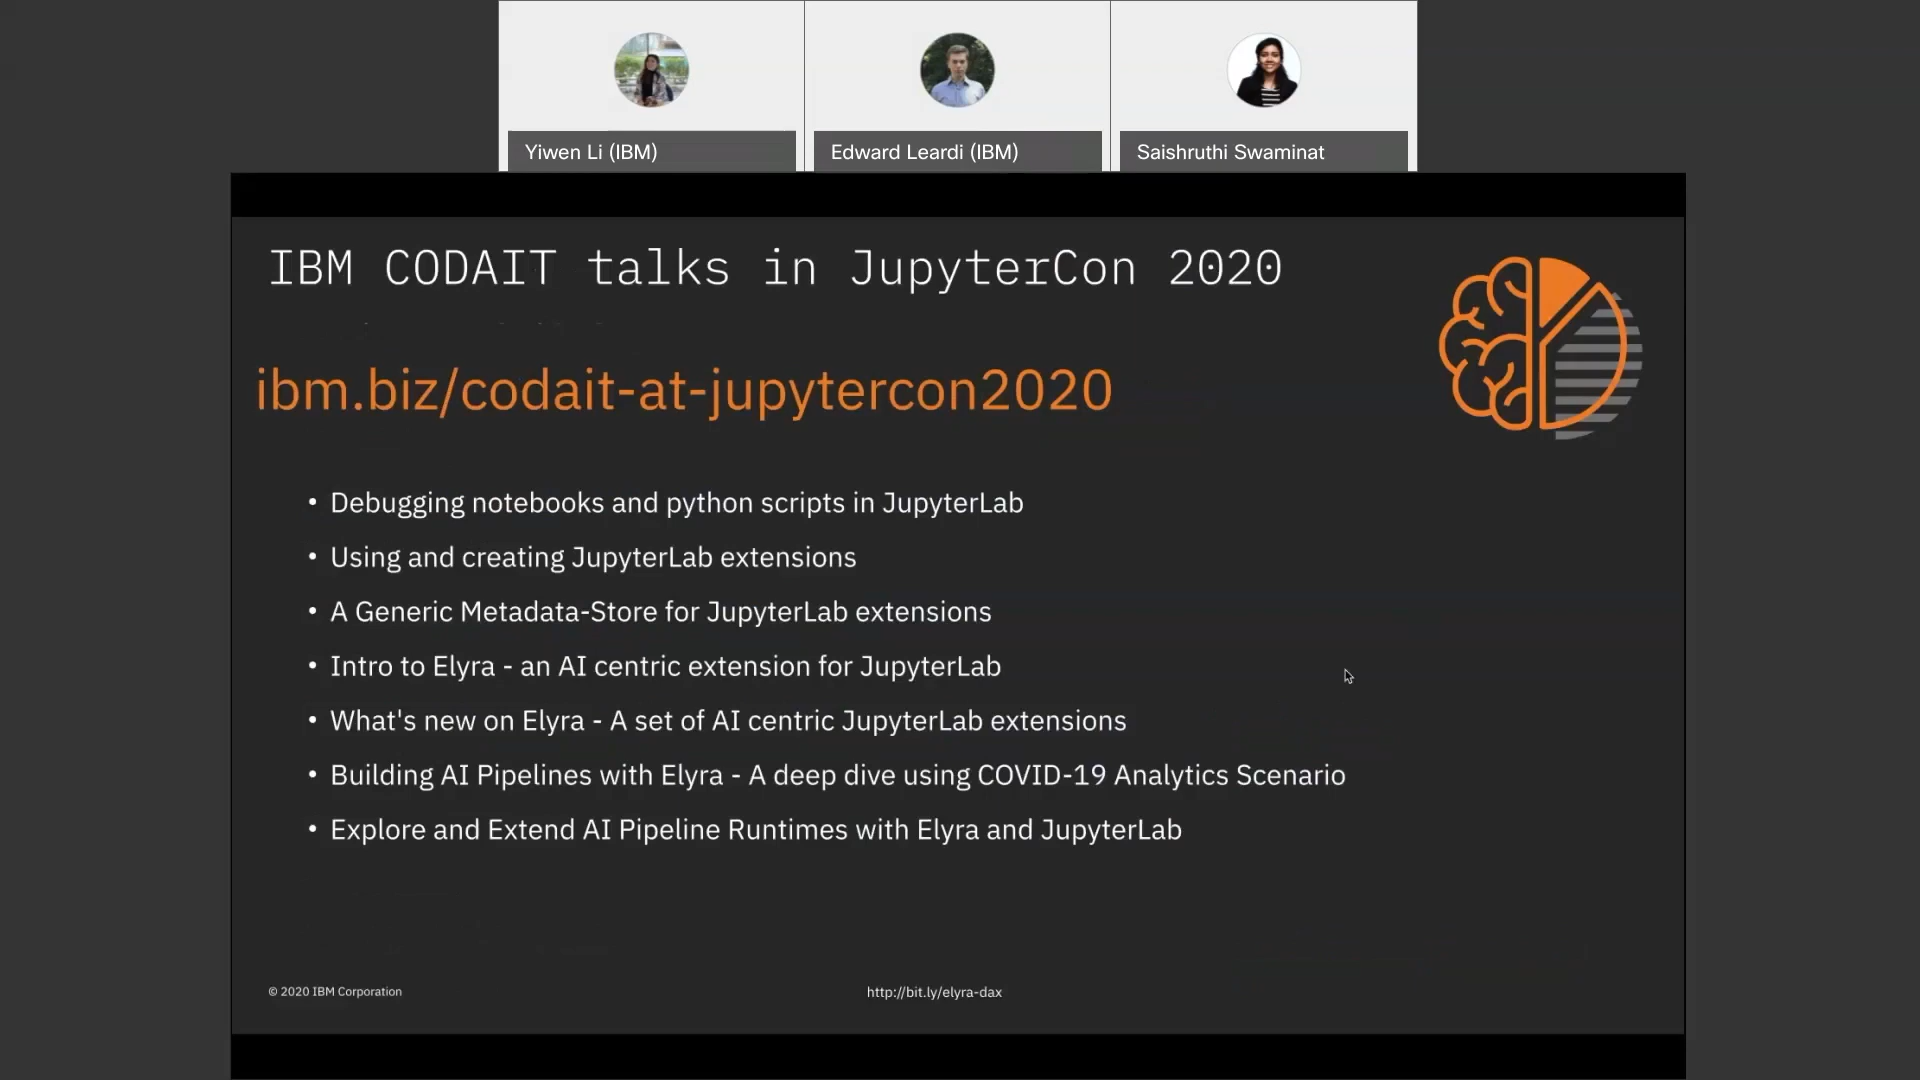 Yiwen Li (IBM)
Edward Leardi (IBM)
Saishruthi Swaminat
IBM CODAIT talks in JupyterCon 2020
ibm.biz/codait-at-jupytercon2020
• Debugging notebooks and python scripts in JupyterLab
• Using and creating JupyterLab extensions
• A Generic Metadata-Store for JupyterLab extensions
• Intro to Elyra - an AI centric extension for JupyterLab
• What's new on Elyra - A set of AI centric JupyterLab extensions
• Building AI Pipelines with Elyra - A deep dive using COVID-19 Analytics Scenario
• Explore and Extend AI Pipeline Runtimes with Elyra and JupyterLab
© 2020 IBM Corporation
http://bit.ly/elyra-dax